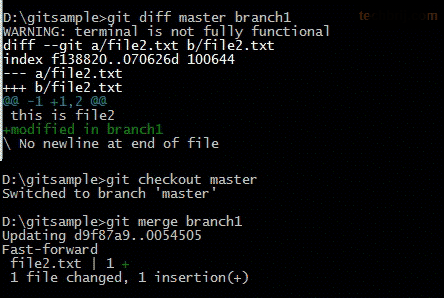 D:\gitsample>git diff master branch1
WARNING: terminal is not fully functional
diff --git a/file2.txt b/file2.txt
index f138820..070626d 100644
--- a/file2.txt
+++ b/file2.txt
@@ -1 +1,2 @@
 this is file2
+modified in branch1
\ No newline at end of file
D:\gitsample>git checkout master
Switched to branch 'master'
D:\gitsample>git merge branch1
Updating d9f87a9..0054505
Fast-forward
 file2.txt | 1 +
 1 file changed, 1 insertion(+)